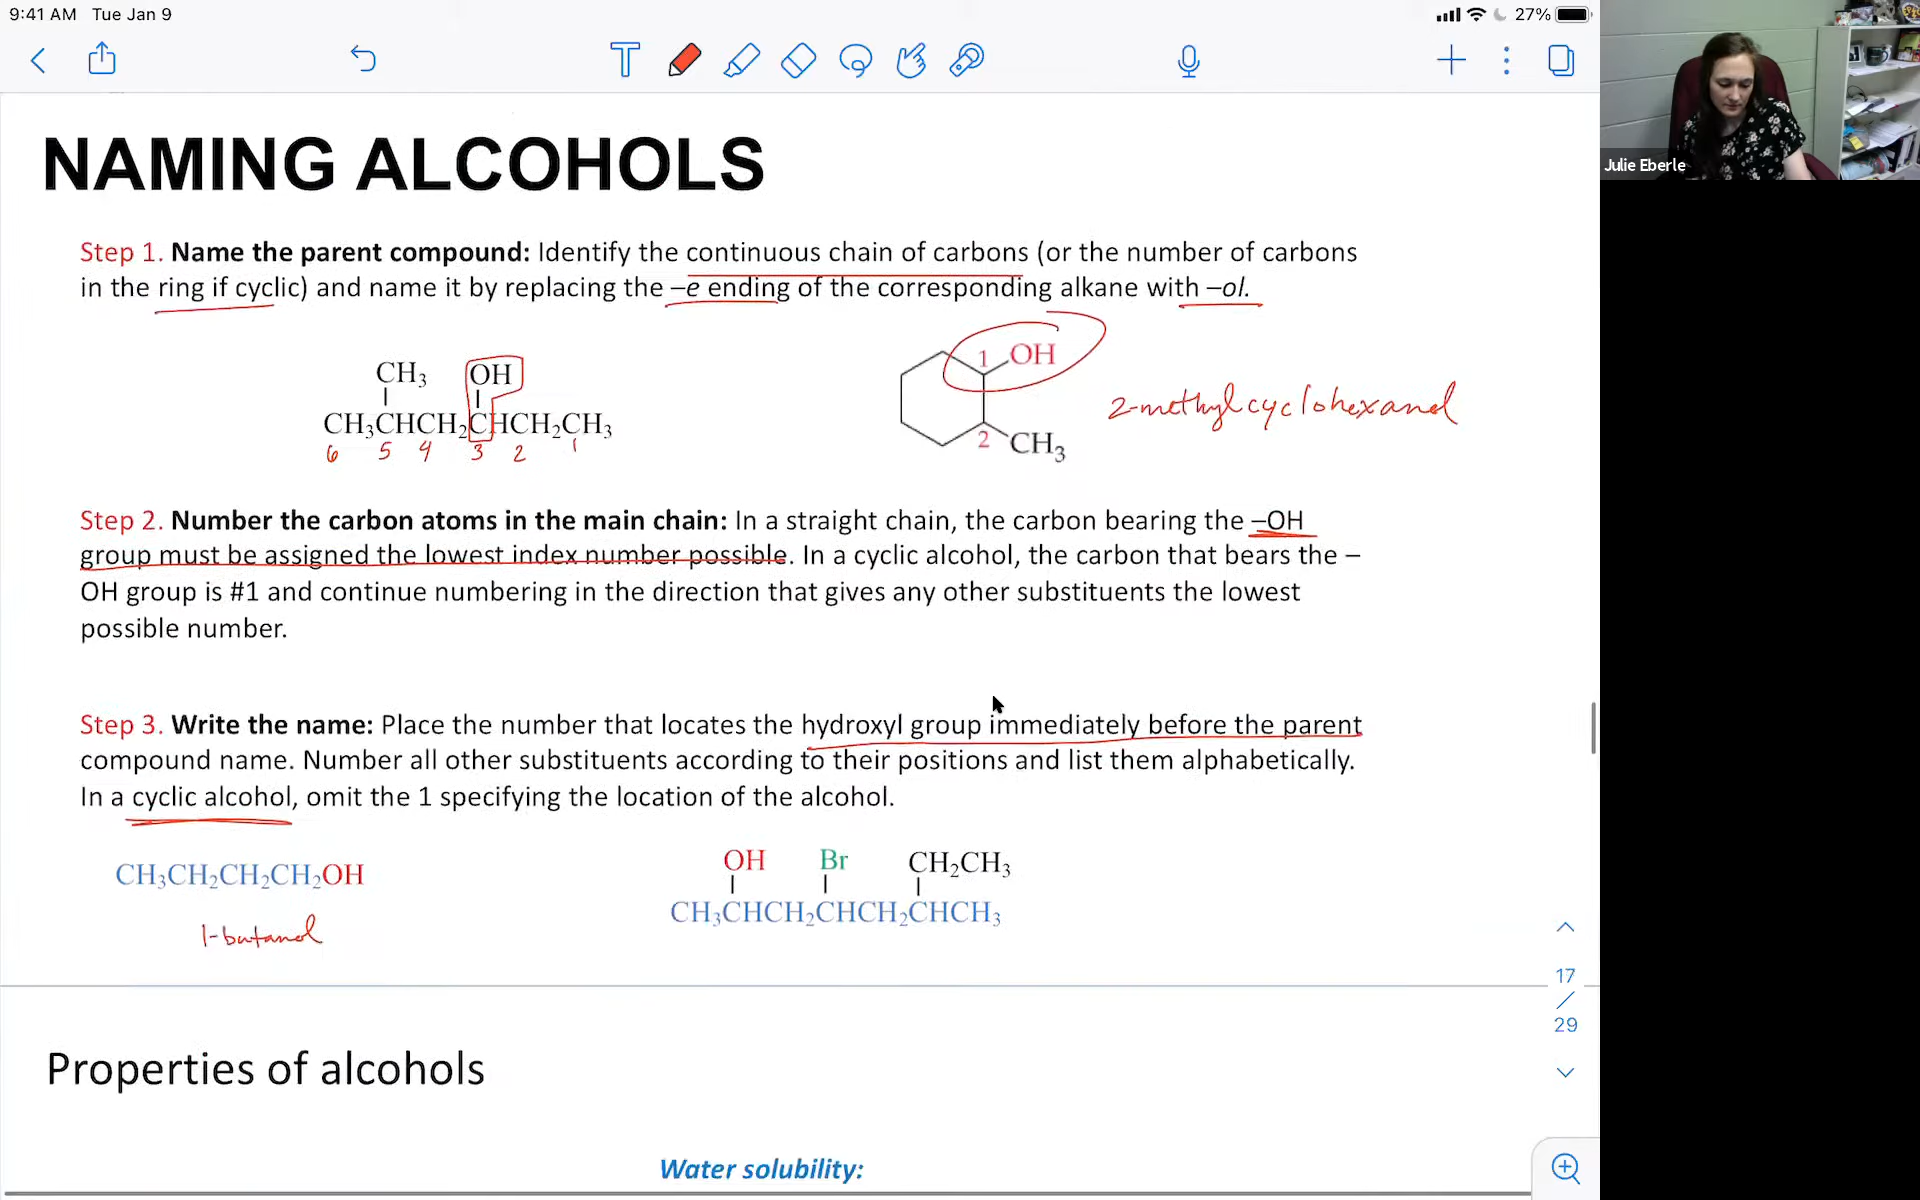 9:41 AM Tue Jan 9
27%
Julie Eberle
NAMING ALCOHOLS
Step 1. Name the parent compound: Identify the continuous chain of carbons (or the number of carbons
in the ring if cyclic) and name it by replacing the –e ending of the corresponding alkane with –ol.
CH₃ OH
CH₃CHCH₂CHCH₂CH₃
6 5 4 3 2 1
1 OH
2-methylcyclohexanol
2 CH₃
Step 2. Number the carbon atoms in the main chain: In a straight chain, the carbon bearing the –OH
group must be assigned the lowest index number possible. In a cyclic alcohol, the carbon that bears the –
OH group is #1 and continue numbering in the direction that gives any other substituents the lowest
possible number.
Step 3. Write the name: Place the number that locates the hydroxyl group immediately before the parent
compound name. Number all other substituents according to their positions and list them alphabetically.
In a cyclic alcohol, omit the 1 specifying the location of the alcohol.
CH₃CH₂CH₂CH₂OH
1-butanol
OH Br CH₂CH₃
CH₃CHCH₂CHCH₂CHCH₃
17
/
29
Properties of alcohols
Water solubility: